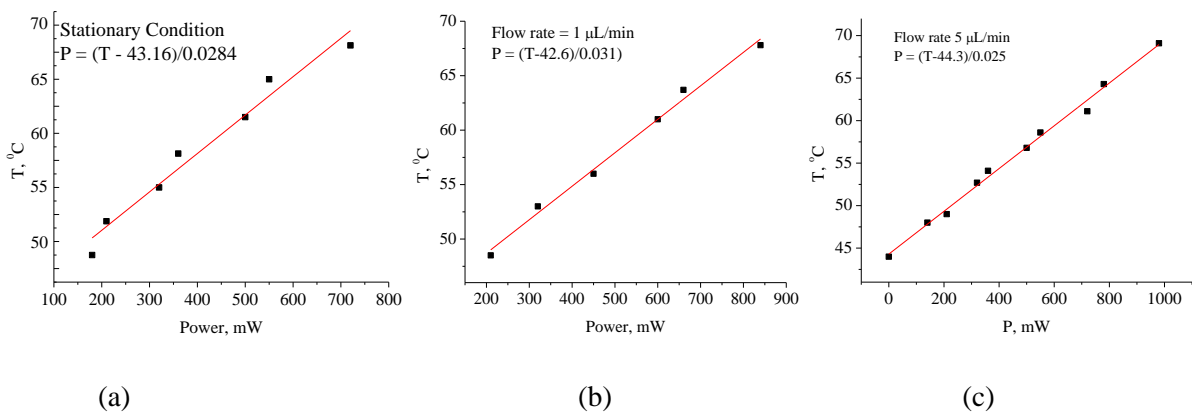 Stationary Condition
P = (T - 43.16)/0.0284
70
65
60
55
50
T, ⁰C
100 200 300 400 500 600 700 800
Power, mW
(a)
Flow rate = 1 μL/min
P = (T-42.6)/0.031)
70
65
60
55
50
T, ⁰C
200 300 400 500 600 700 800 900
Power, mW
(b)
Flow rate 5 μL/min
P = (T-44.3)/0.025
70
65
60
55
50
45
T, °C
0 200 400 600 800 1000
P, mW
(c)